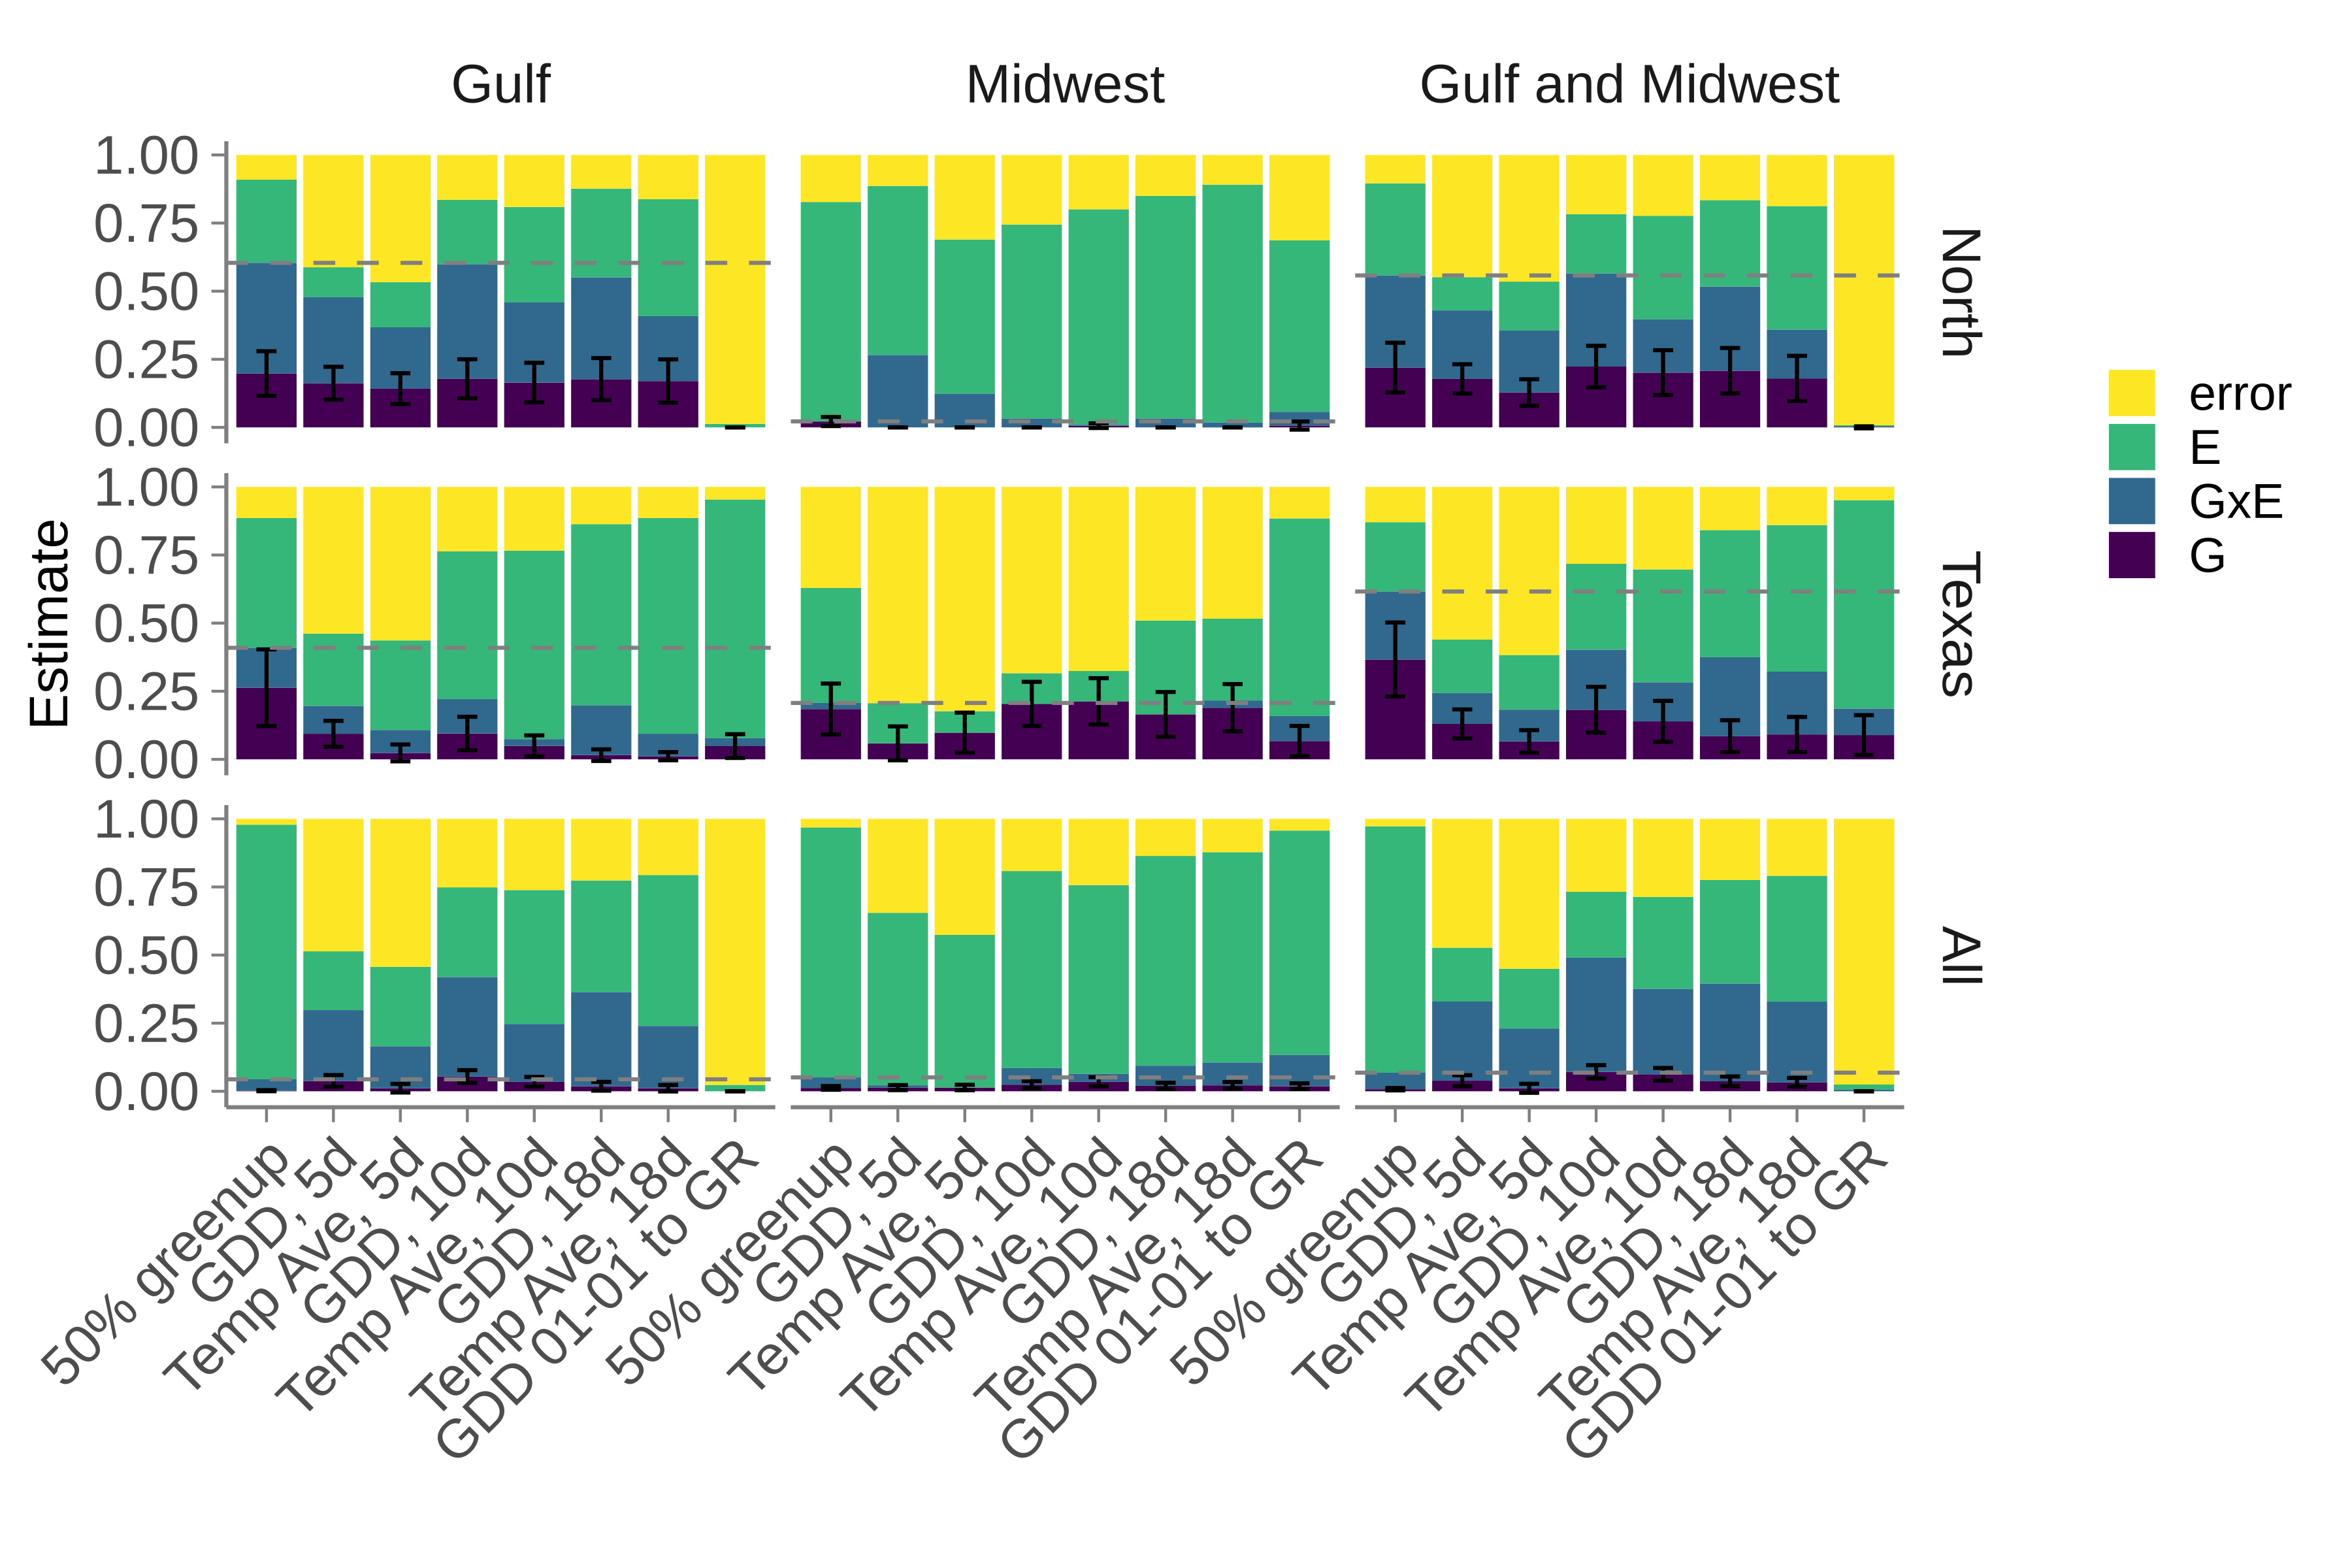 Gulf Midwest Gulf and Midwest
Estimate
1.00
0.75
0.50
0.25
0.00
North
1.00
0.75
0.50
0.25
0.00
Texas
1.00
0.75
0.50
0.25
0.00
All
50% greenup
GDD, 5d
Temp Ave, 5d
GDD, 10d
Temp Ave, 10d
GDD, 18d
Temp Ave, 18d
GDD 01-01 to GR
50% greenup
GDD, 5d
Temp Ave, 5d
GDD, 10d
Temp Ave, 10d
GDD, 18d
Temp Ave, 18d
GDD 01-01 to GR
50% greenup
GDD, 5d
Temp Ave, 5d
GDD, 10d
Temp Ave, 10d
GDD, 18d
Temp Ave, 18d
GDD 01-01 to GR
error
E
GxE
G